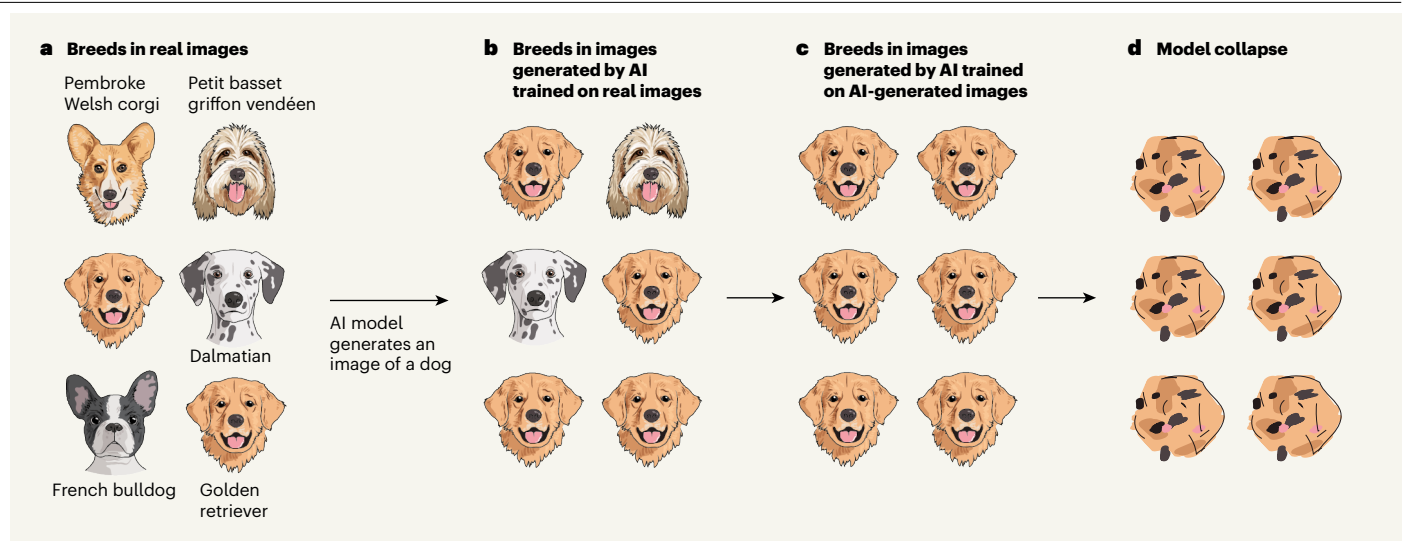 a Breeds in real images
Pembroke
Welsh corgi
Petit basset
griffon vendéen
Dalmatian
French bulldog
Golden
retriever
AI model
generates an
image of a dog
b Breeds in images
generated by AI
trained on real images
c Breeds in images
generated by AI trained
on AI-generated images
d Model collapse